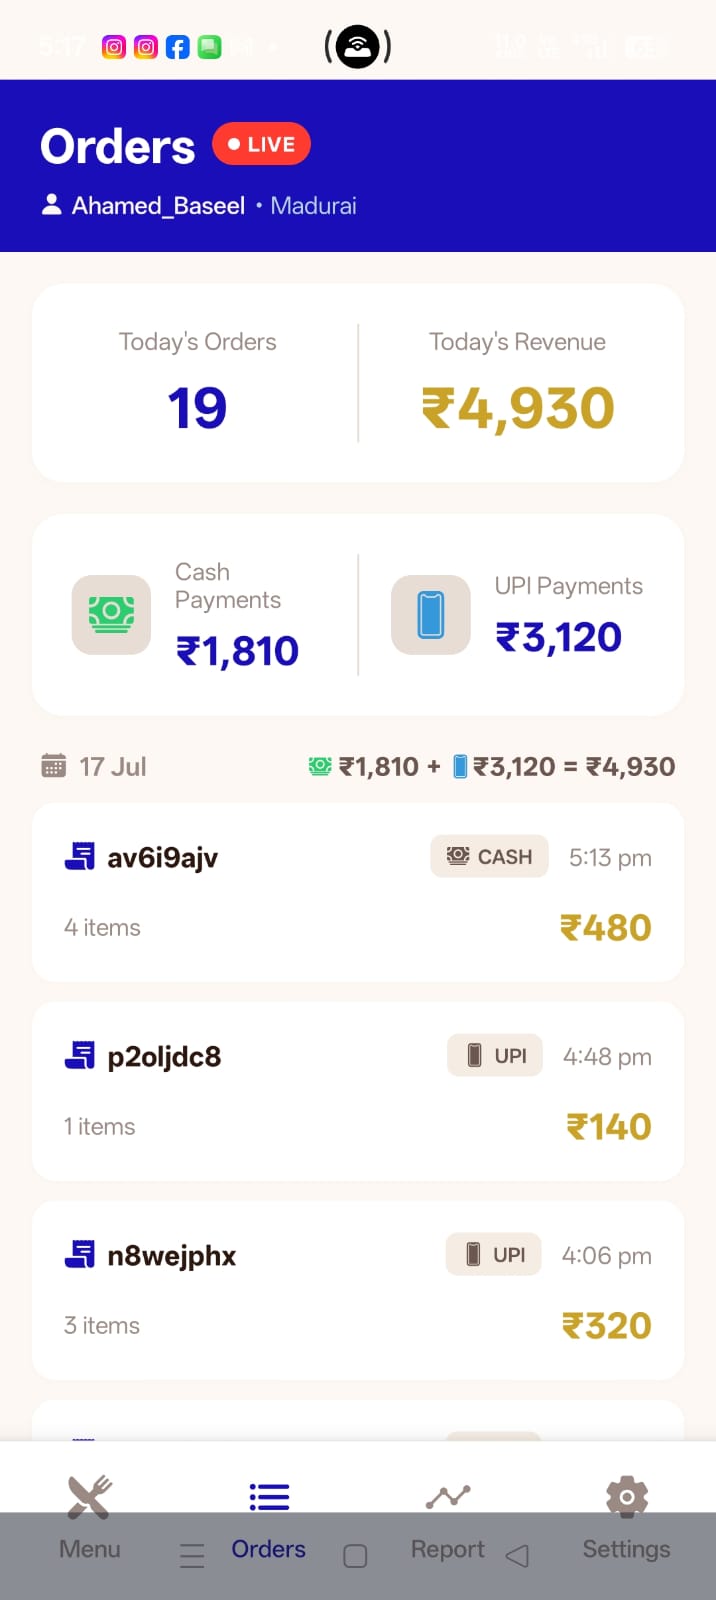 5:17
Orders
LIVE
Ahamed_Baseel • Madurai
Today's Orders
19
Today's Revenue
₹4,930
Cash
Payments
₹1,810
UPI Payments
₹3,120
17 Jul
₹1,810 + ₹3,120 = ₹4,930
av6i9ajv
CASH
5:13 pm
4 items
₹480
p2oljdc8
UPI
4:48 pm
1 items
₹140
n8wejphx
UPI
4:06 pm
3 items
₹320
Menu
Orders
Report
Settings